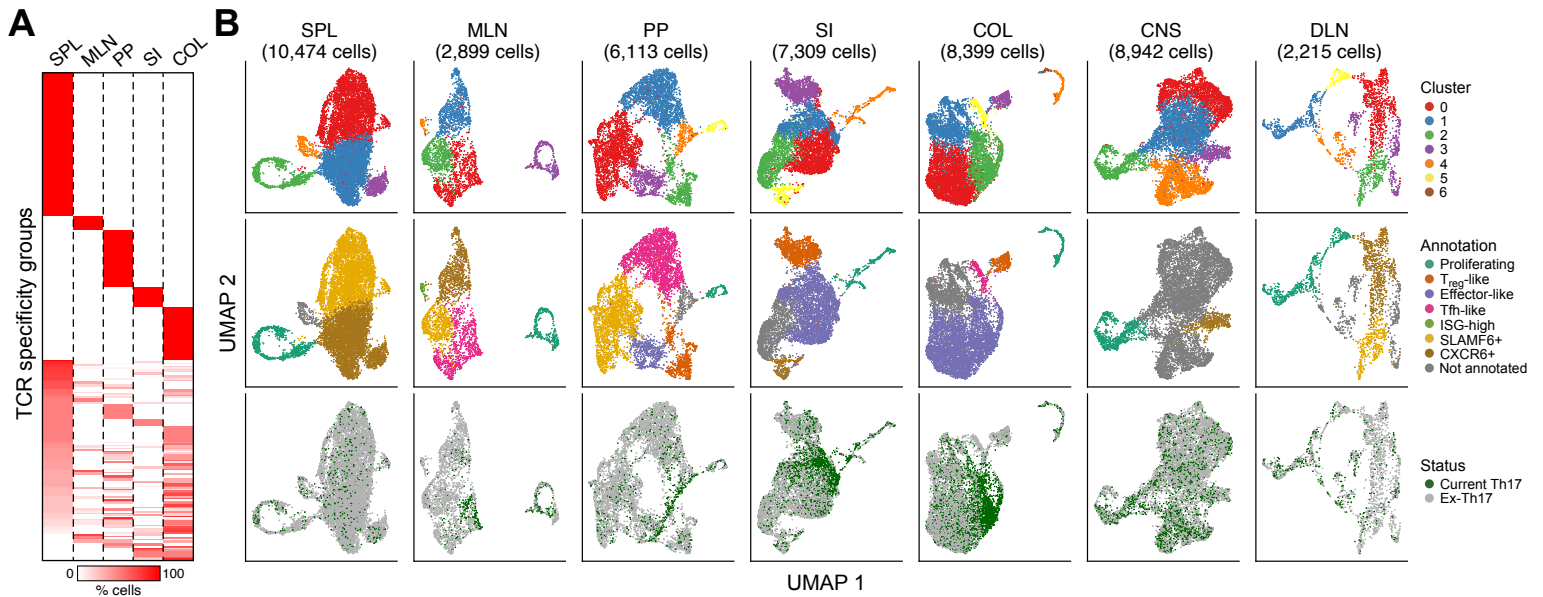 A
SPL
MLN
PP
SI
COL
TCR specificity groups
0
100
% cells
B
SPL
(10,474 cells)
MLN
(2,899 cells)
PP
(6,113 cells)
SI
(7,309 cells)
COL
(8,399 cells)
CNS
(8,942 cells)
DLN
(2,215 cells)
UMAP 2
UMAP 1
Cluster
0
1
2
3
4
5
6
Annotation
Proliferating
Treg-like
Effector-like
Tfh-like
ISG-high
SLAMF6+
CXCR6+
Not annotated
Status
Current Th17
Ex-Th17